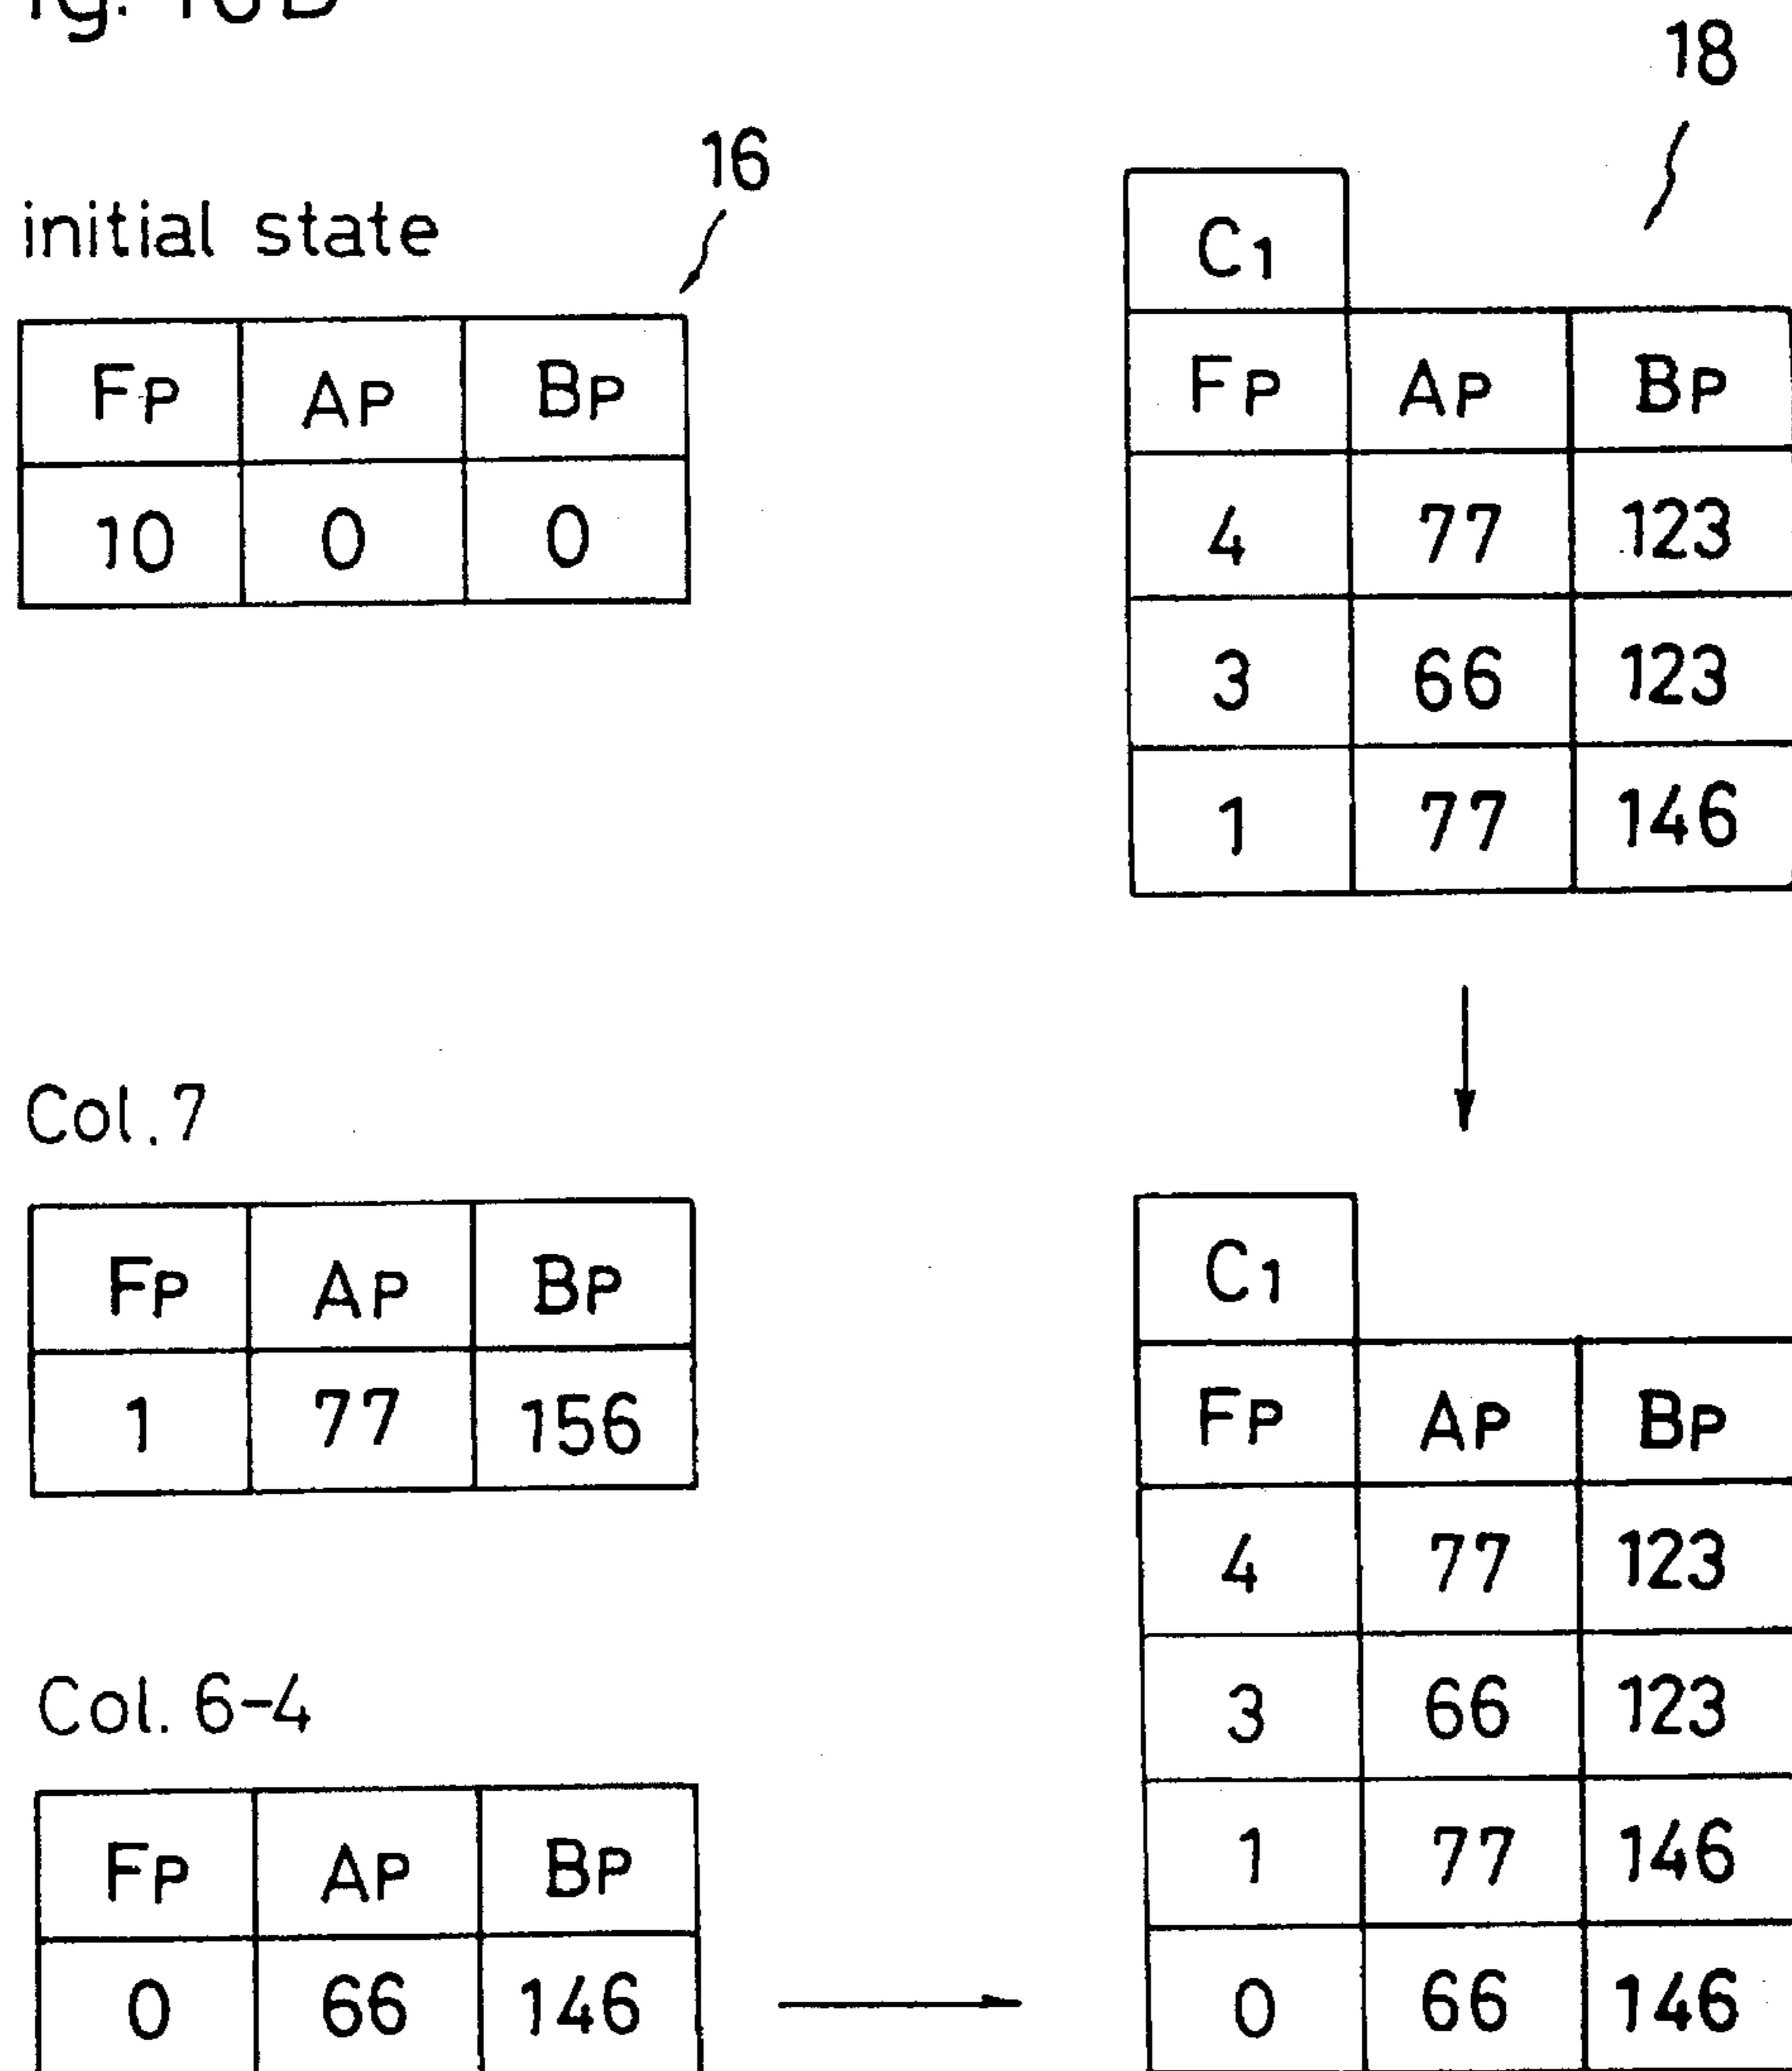 initial state
16
FP AP BP
10 0 0
18
C1
FP AP BP
4 77 123
3 66 123
1 77 146
Col.7
FP AP BP
1 77 156
Col. 6-4
FP AP BP
0 66 146
C1
FP AP BP
4 77 123
3 66 123
1 77 146
0 66 146